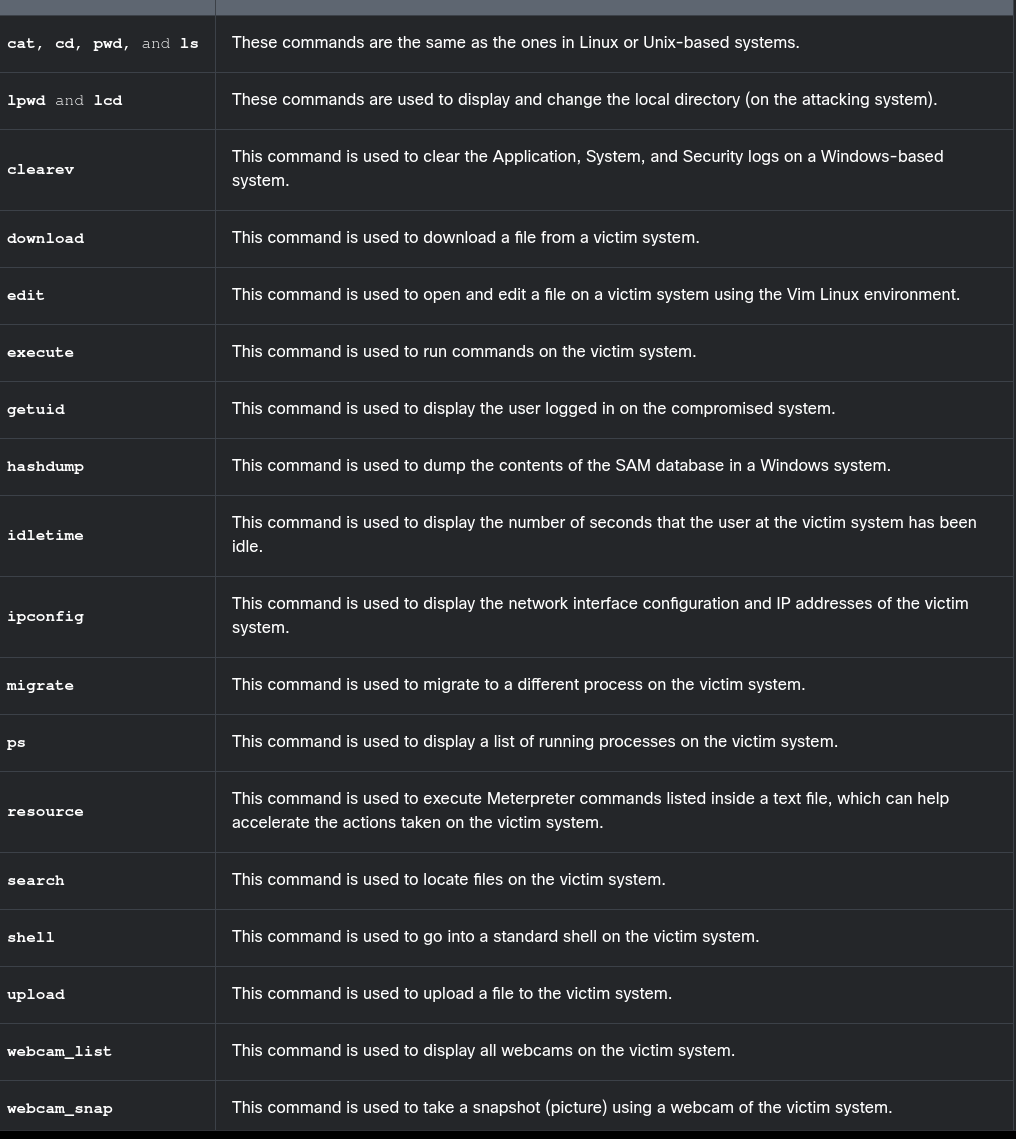 cat, cd, pwd, and ls
These commands are the same as the ones in Linux or Unix-based systems.
lpwd and lcd
These commands are used to display and change the local directory (on the attacking system).
clearev
This command is used to clear the Application, System, and Security logs on a Windows-based
system.
download
This command is used to download a file from a victim system.
edit
This command is used to open and edit a file on a victim system using the Vim Linux environment.
execute
This command is used to run commands on the victim system.
getuid
This command is used to display the user logged in on the compromised system.
hashdump
This command is used to dump the contents of the SAM database in a Windows system.
idletime
This command is used to display the number of seconds that the user at the victim system has been
idle.
ipconfig
This command is used to display the network interface configuration and IP addresses of the victim
system.
migrate
This command is used to migrate to a different process on the victim system.
ps
This command is used to display a list of running processes on the victim system.
resource
This command is used to execute Meterpreter commands listed inside a text file, which can help
accelerate the actions taken on the victim system.
search
This command is used to locate files on the victim system.
shell
This command is used to go into a standard shell on the victim system.
upload
This command is used to upload a file to the victim system.
webcam_list
This command is used to display all webcams on the victim system.
webcam_snap
This command is used to take a snapshot (picture) using a webcam of the victim system.